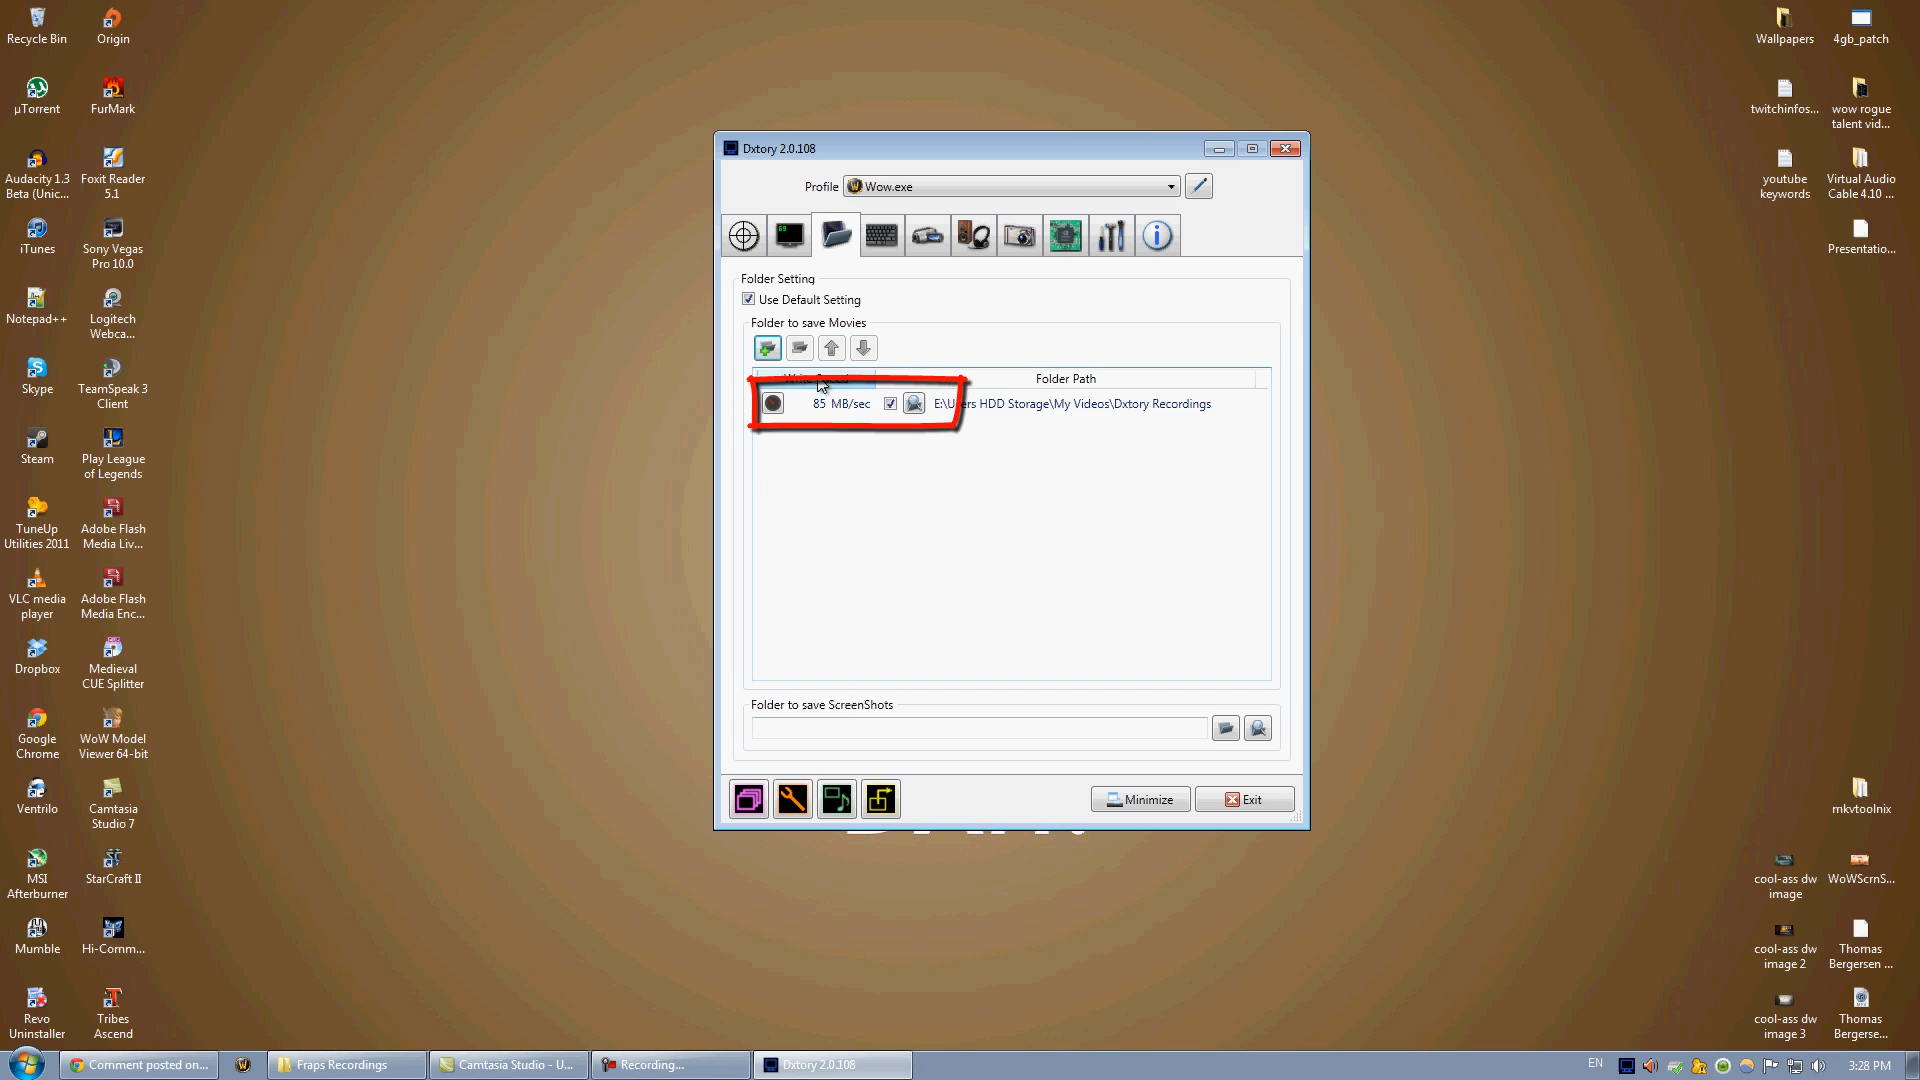 Recycle Bin
Origin
µTorrent
FurMark
Audacity 1.3
Beta (Unic...
Foxit Reader
5.1
iTunes
Sony Vegas
Pro 10.0
Notepad++
Logitech
Webca...
Skype
TeamSpeak 3
Client
Steam
Play League
of Legends
TuneUp
Utilities 2011
Adobe Flash
Media Liv...
VLC media
player
Adobe Flash
Media Enc...
Dropbox
Medieval
CUE Splitter
Google
Chrome
WoW Model
Viewer 64-bit
Ventrilo
Camtasia
Studio 7
MSI
Afterburner
StarCraft II
Mumble
Hi-Comm...
Revo
Uninstaller
Tribes
Ascend
Dxtory 2.0.108
Profile
Wow.exe
Folder Setting
Use Default Setting
Folder to save Movies
Folder Path
85 MB/sec
E:\Users HDD Storage\My Videos\Dxtory Recordings
Folder to save ScreenShots
Minimize
Exit
Wallpapers
4gb_patch
twitchinfos...
wow rogue
talent vid...
youtube
keywords
Virtual Audio
Cable 4.10 ...
Presentatio...
mkvtoolnix
cool-ass dw
image
WoWScrnS...
cool-ass dw
image 2
Thomas
Bergersen ...
cool-ass dw
image 3
Thomas
Bergerse...
Comment posted on...
Fraps Recordings
Camtasia Studio - U...
Recording...
Dxtory 2.0.108
EN
3:28 PM